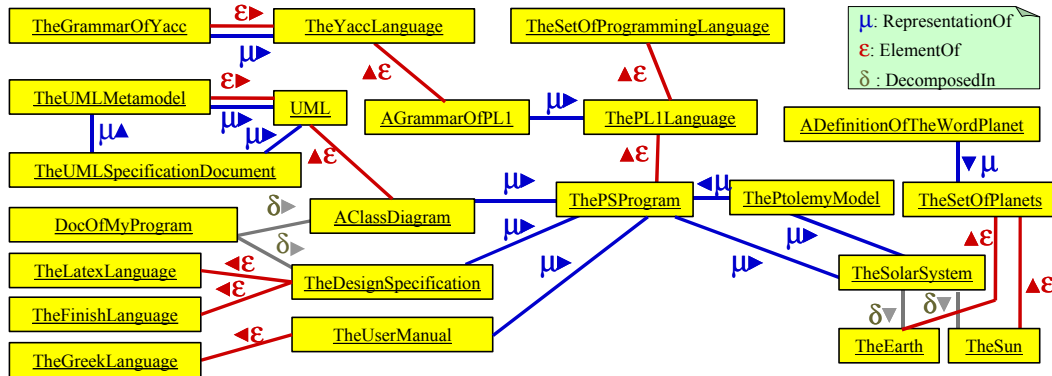 TheGrammarOfYacc
ε►
μ►
TheYaccLanguage
TheSetOfProgrammingLanguage
μ: RepresentationOf
ε: ElementOf
δ : DecomposedIn
▲ε
▲ε
TheUMLMetamodel
ε►
μ►
UML
μ►
AGrammarOfPL1
μ►
ThePL1Language
ADefinitionOfTheWordPlanet
μ▲
TheUMLSpecificationDocument
▲ε
▲ε
▼μ
AClassDiagram
μ►
ThePSProgram
◄μ
ThePtolemyModel
TheSetOfPlanets
DocOfMyProgram
δ►
δ►
μ►
μ►
▲ε
TheLatexLanguage
◄ε
◄ε
TheDesignSpecification
μ►
μ►
TheSolarSystem
TheFinishLanguage
▲ε
δ▼
δ▼
◄ε
TheUserManual
TheGreekLanguage
TheEarth
TheSun